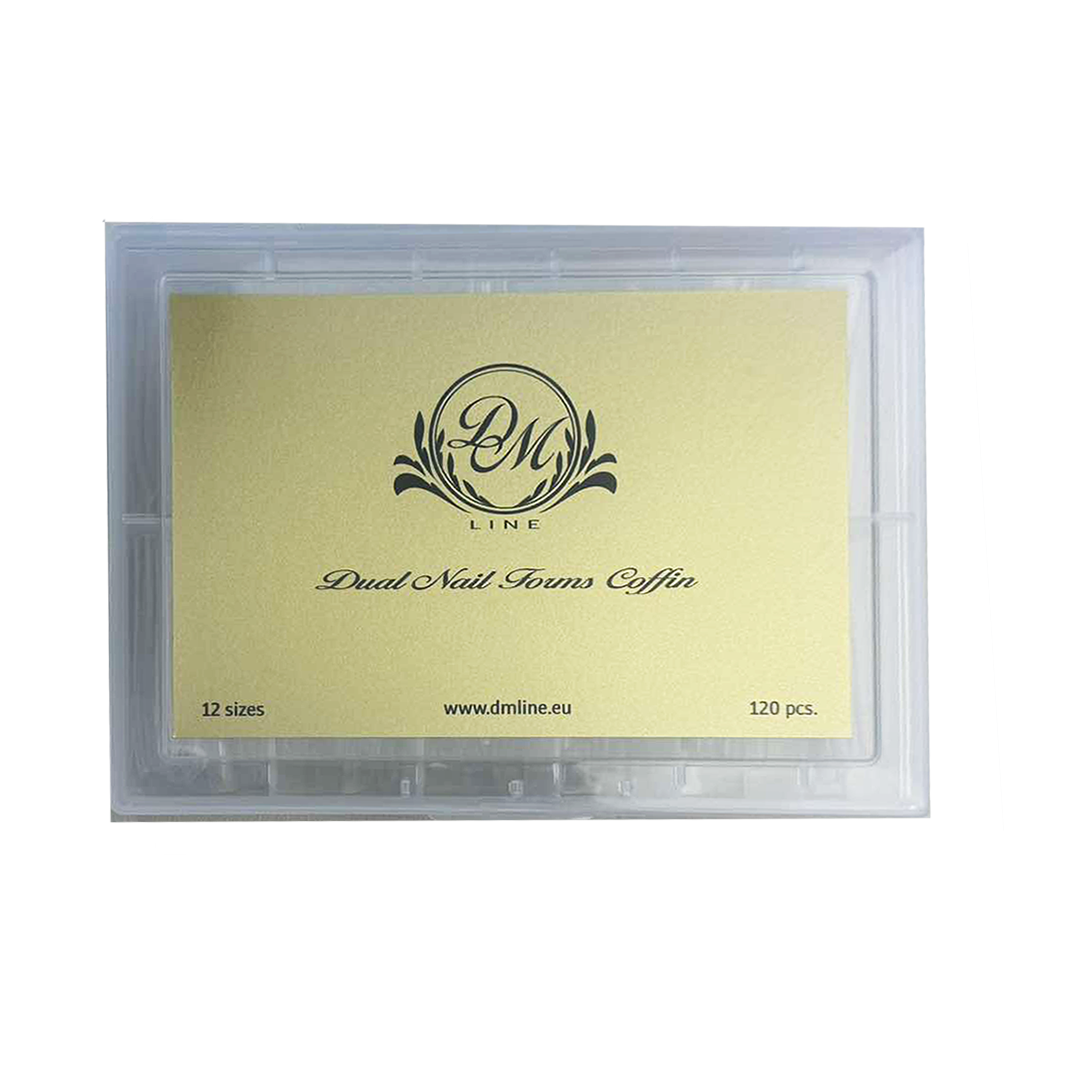 DM
LINE
Dual Nail Forms Coffin
12 sizes
www.dmline.eu
120 pcs.